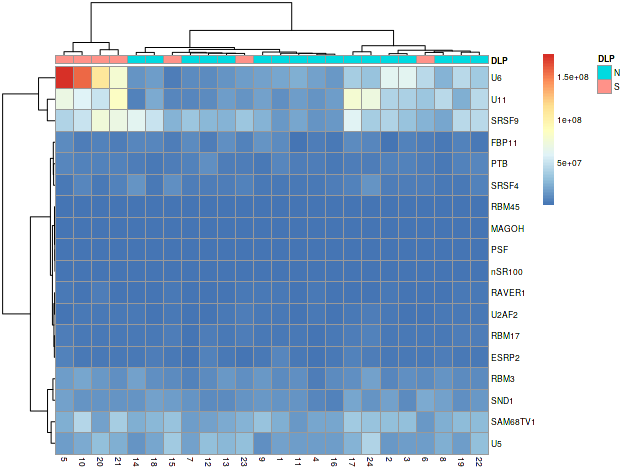 DLP
U6
U11
SRSF9
FBP11
PTB
SRSF4
RBM45
MAGOH
PSF
nSR100
RAVER1
U2AF2
RBM17
ESRP2
RBM3
SND1
SAM68TV1
U5
5 10 20 21 14 18 15 7 12 13 23 9 1 11 4 16 17 24 2 3 6 8 19 22
1.5e+08
1e+08
5e+07
DLP
N
S